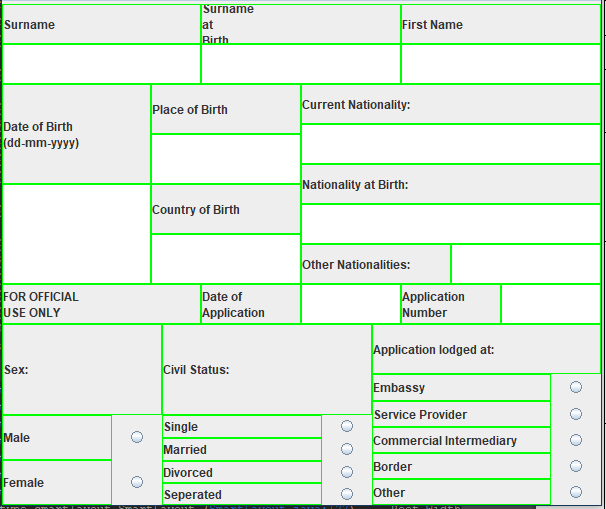 Surname
Surname
at
Birth
First Name
Date of Birth
(dd-mm-yyyy)
Place of Birth
Country of Birth
Current Nationality:
Nationality at Birth:
Other Nationalities:
FOR OFFICIAL
USE ONLY
Date of
Application
Application
Number
Sex:
Male
Female
Civil Status:
Single
Married
Divorced
Seperated
Application lodged at:
Embassy
Service Provider
Commercial Intermediary
Border
Other